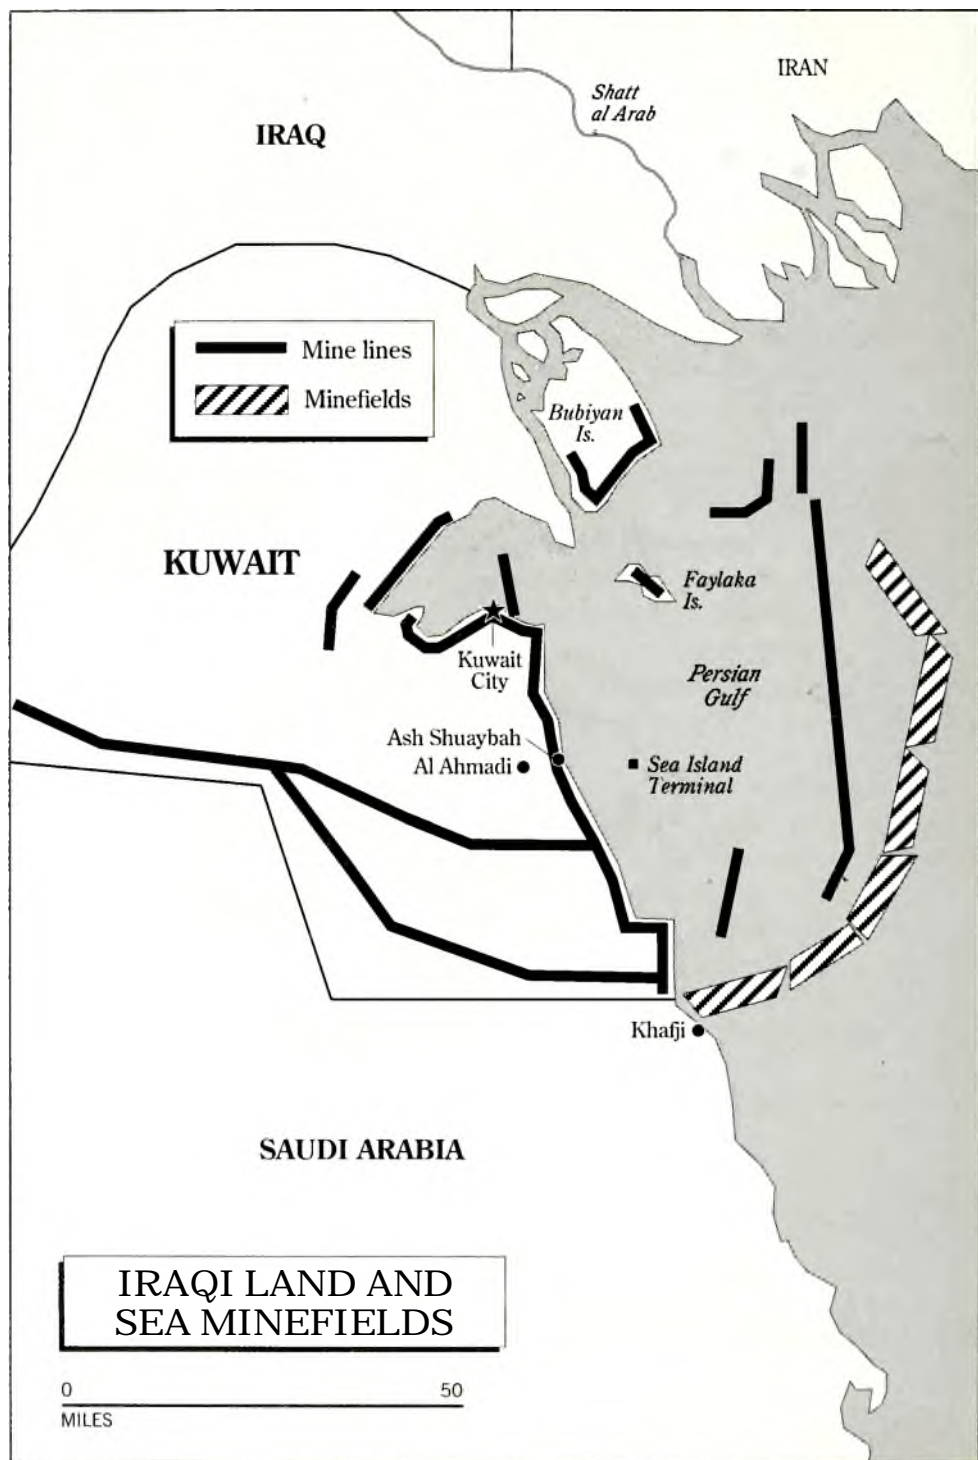 IRAN
Shatt
al Arab
IRAQ
Mine lines
Minefields
Bubiyan
Is.
KUWAIT
Faylaka
Is.
Kuwait
City
Persian
Gulf
Ash Shuaybah
Al Ahmadi
Sea Island
Terminal
Khafji
SAUDI ARABIA
IRAQI LAND AND
SEA MINEFIELDS
0 50
MILES